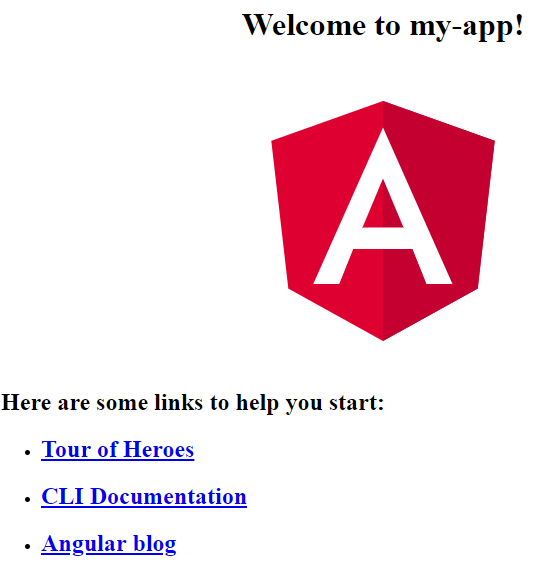 Welcome to my-app!
A
Here are some links to help you start:
Tour of Heroes
CLI Documentation
Angular blog